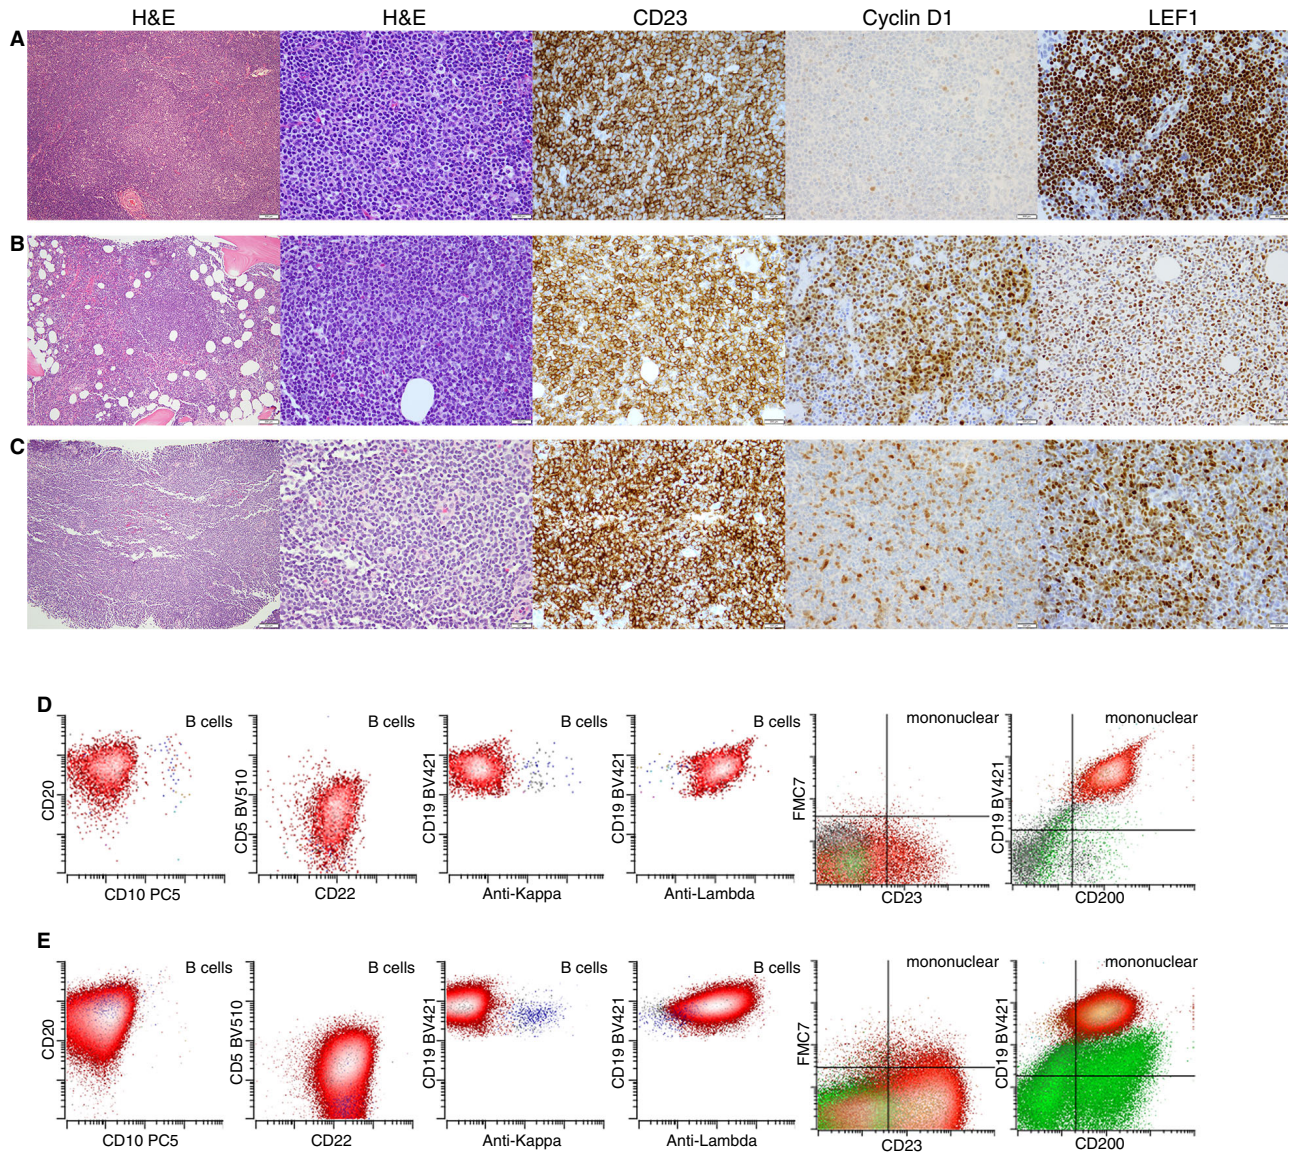 H&E H&E CD23 Cyclin D1 LEF1
A
B
C
D
B cells B cells B cells B cells mononuclear mononuclear
CD20 CD5 BV510 CD19 BV421 CD19 BV421 FMC7 CD19 BV421
CD10 PC5 CD22 Anti-Kappa Anti-Lambda CD23 CD200
E
B cells B cells B cells B cells mononuclear mononuclear
CD20 CD5 BV510 CD19 BV421 CD19 BV421 FMC7 CD19 BV421
CD10 PC5 CD22 Anti-Kappa Anti-Lambda CD23 CD200